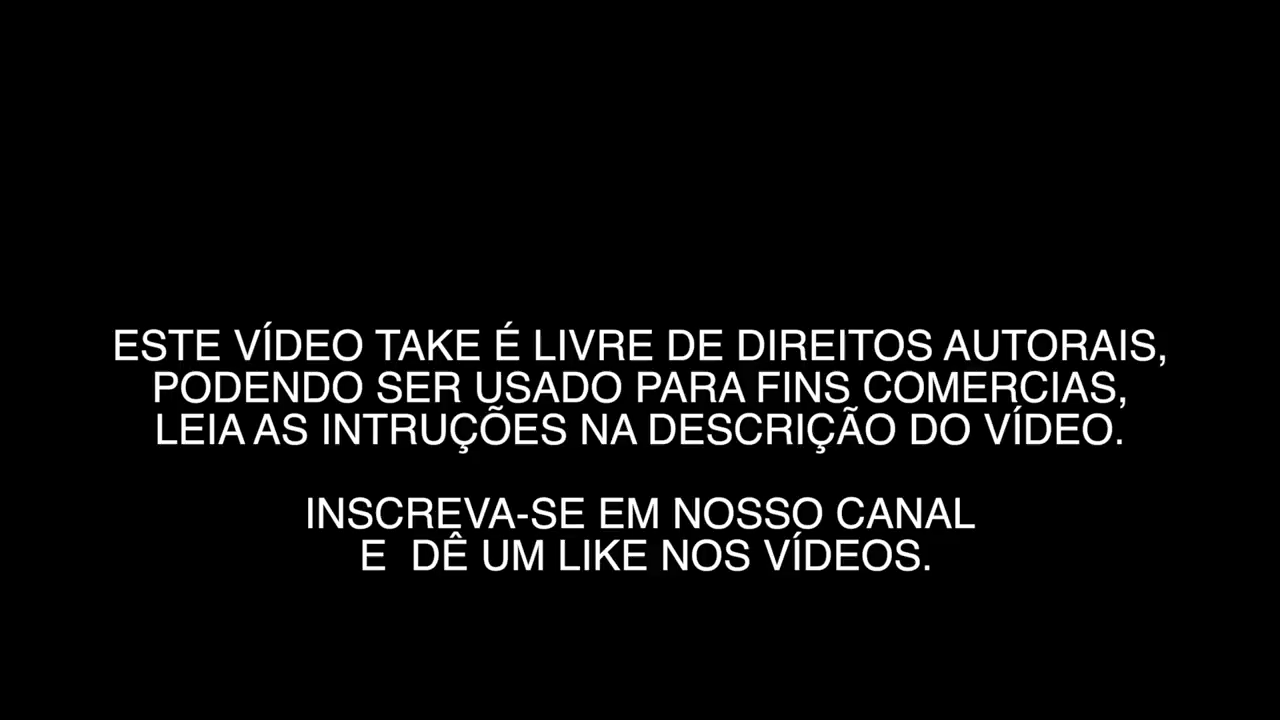 ESTE VÍDEO TAKE É LIVRE DE DIREITOS AUTORAIS,
PODENDO SER USADO PARA FINS COMERCIAS,
LEIA AS INTRUÇÕES NA DESCRIÇÃO DO VÍDEO.
INSCREVA-SE EM NOSSO CANAL
E  DÊ UM LIKE NOS VÍDEOS.